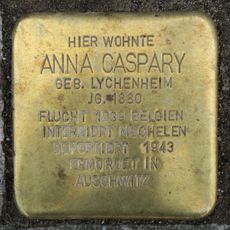 HIER WOHNTE
ANNA CASPARY
GEB. LYCHENHEIM
JG. 1880
FLUCHT 1939 BELGIEN
INTERNIERT MECHELEN
DEPORTIERT 1943
ERMORDET IN
AUSCHWITZ